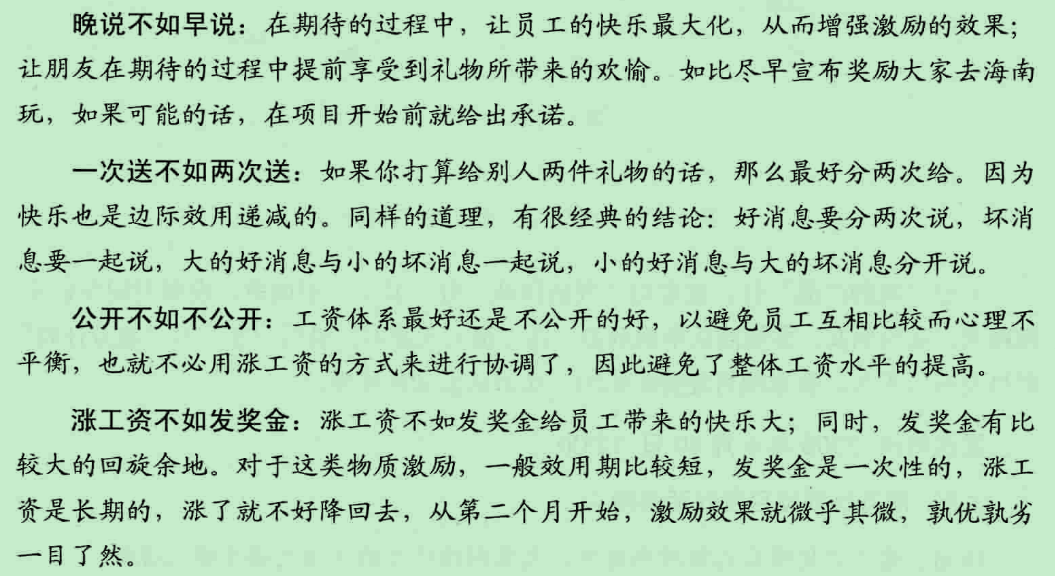 晚说不如早说：在期待的过程中，让员工的快乐最大化，从而增强激励的效果；
让朋友在期待的过程中提前享受到礼物所带来的欢愉。如比尽早宣布奖励大家去海南
玩，如果可能的话，在项目开始前就给出承诺。
一次送不如两次送：如果你打算给别人两件礼物的话，那么最好分两次给。因为
快乐也是边际效用递减的。同样的道理，有很经典的结论：好消息要分两次说，坏消
息要一起说，大的好消息与小的坏消息一起说，小的好消息与大的坏消息分开说。
公开不如不公开：工资体系最好还是不公开的好，以避免员工互相比较而心理不
平衡，也就不必用涨工资的方式来进行协调了，因此避免了整体工资水平的提高。
涨工资不如发奖金：涨工资不如发奖金给员工带来的快乐大；同时，发奖金有比
较大的回旋余地。对于这类物质激励，一般效用期比较短，发奖金是一次性的，涨工
资是长期的，涨了就不好降回去，从第二个月开始，激励效果就微乎其微，孰优孰劣
一目了然。